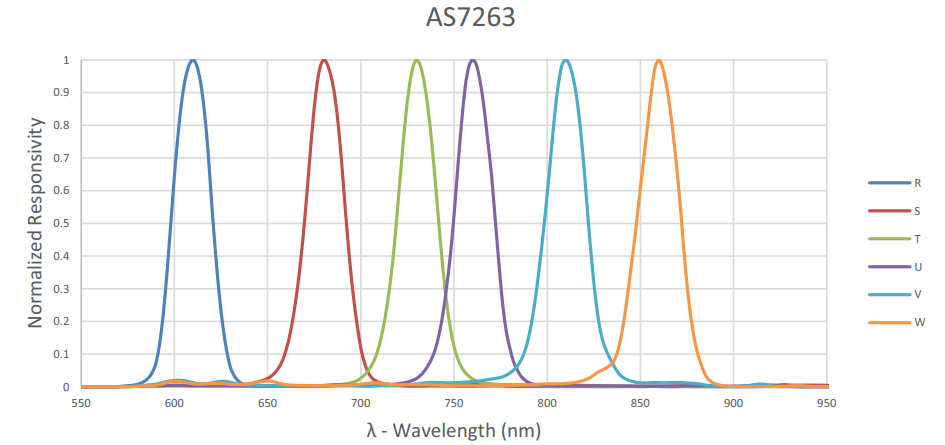 AS7263
1
0.9
0.8
0.7
0.6
0.5
0.4
0.3
0.2
0.1
0
Normalized Responsivity
550 600 650 700 750 800 850 900 950
λ - Wavelength (nm)
R
S
T
U
V
W